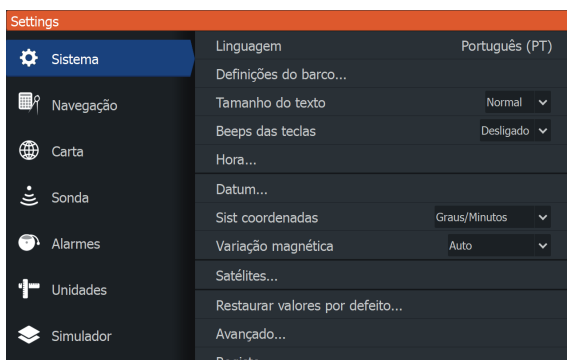 Settings
Sistema
Navegação
Carta
Sonda
Alarmes
Unidades
Simulador
Linguagem Português (PT)
Definições do barco...
Tamanho do texto Normal
Beeps das teclas Desligado
Hora...
Datum...
Sist coordenadas Graus/Minutos
Variação magnética Auto
Satélites...
Restaurar valores por defeito...
Avançado...